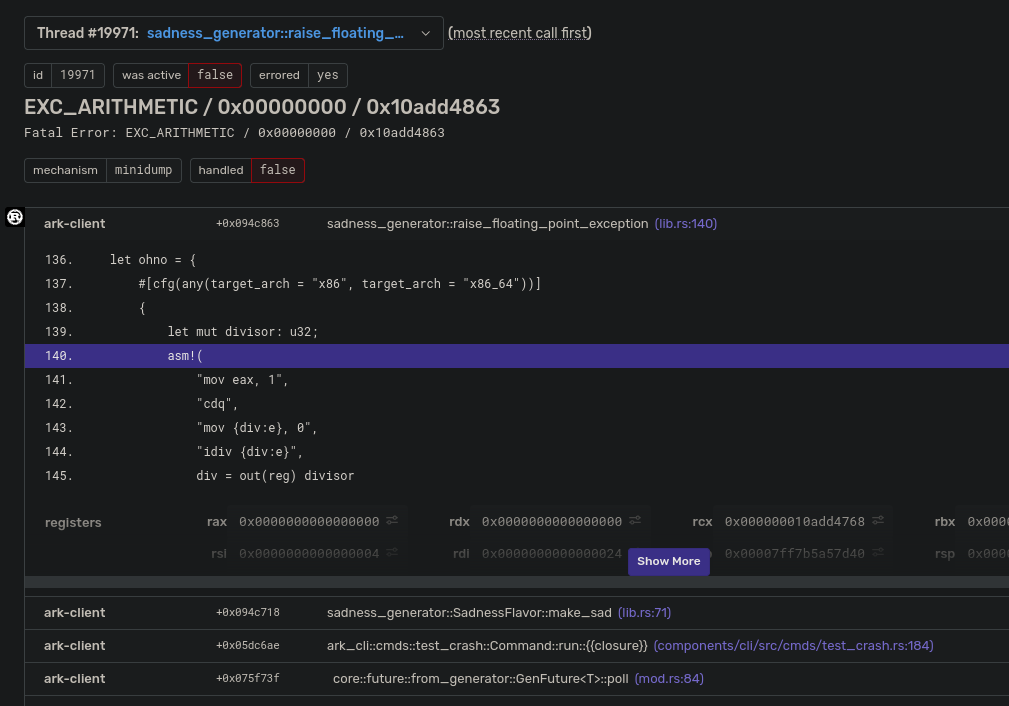 Thread #19971: sadness_generator::raise_floating_… (most recent call first)
id 19971 was active false errored yes
EXC_ARITHMETIC / 0x00000000 / 0x10add4863
Fatal Error: EXC_ARITHMETIC / 0x00000000 / 0x10add4863
mechanism minidump handled false
ark-client +0x094c863 sadness_generator::raise_floating_point_exception (lib.rs:140)
136. let ohno = {
137. #[cfg(any(target_arch = "x86", target_arch = "x86_64"))]
138. {
139. let mut divisor: u32;
140. asm!(
141. "mov eax, 1",
142. "cdq",
143. "mov {div:e}, 0",
144. "idiv {div:e}",
145. div = out(reg) divisor
registers rax 0x0000000000000000 rdx 0x0000000000000000 rcx 0x000000010add4768 rbx 0x000
rsi 0x0000000000000004 rdi 0x0000000000000024 0x00007ff7b5a57d40 rsp 0x000
Show More
ark-client +0x094c718 sadness_generator::SadnessFlavor::make_sad (lib.rs:71)
ark-client +0x05dc6ae ark_cli::cmds::test_crash::Command::run::{{closure}} (components/cli/src/cmds/test_crash.rs:184)
ark-client +0x075f73f core::future::from_generator::GenFuture<T>::poll (mod.rs:84)